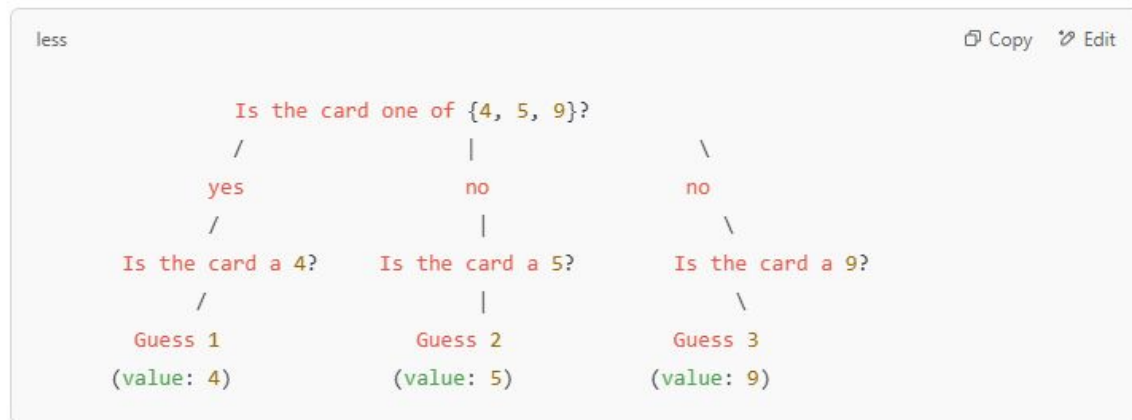 less Copy Edit
Is the card one of {4, 5, 9}?
/ | \
yes no no
/ | \
Is the card a 4? Is the card a 5? Is the card a 9?
/ | \
Guess 1 Guess 2 Guess 3
(value: 4) (value: 5) (value: 9)